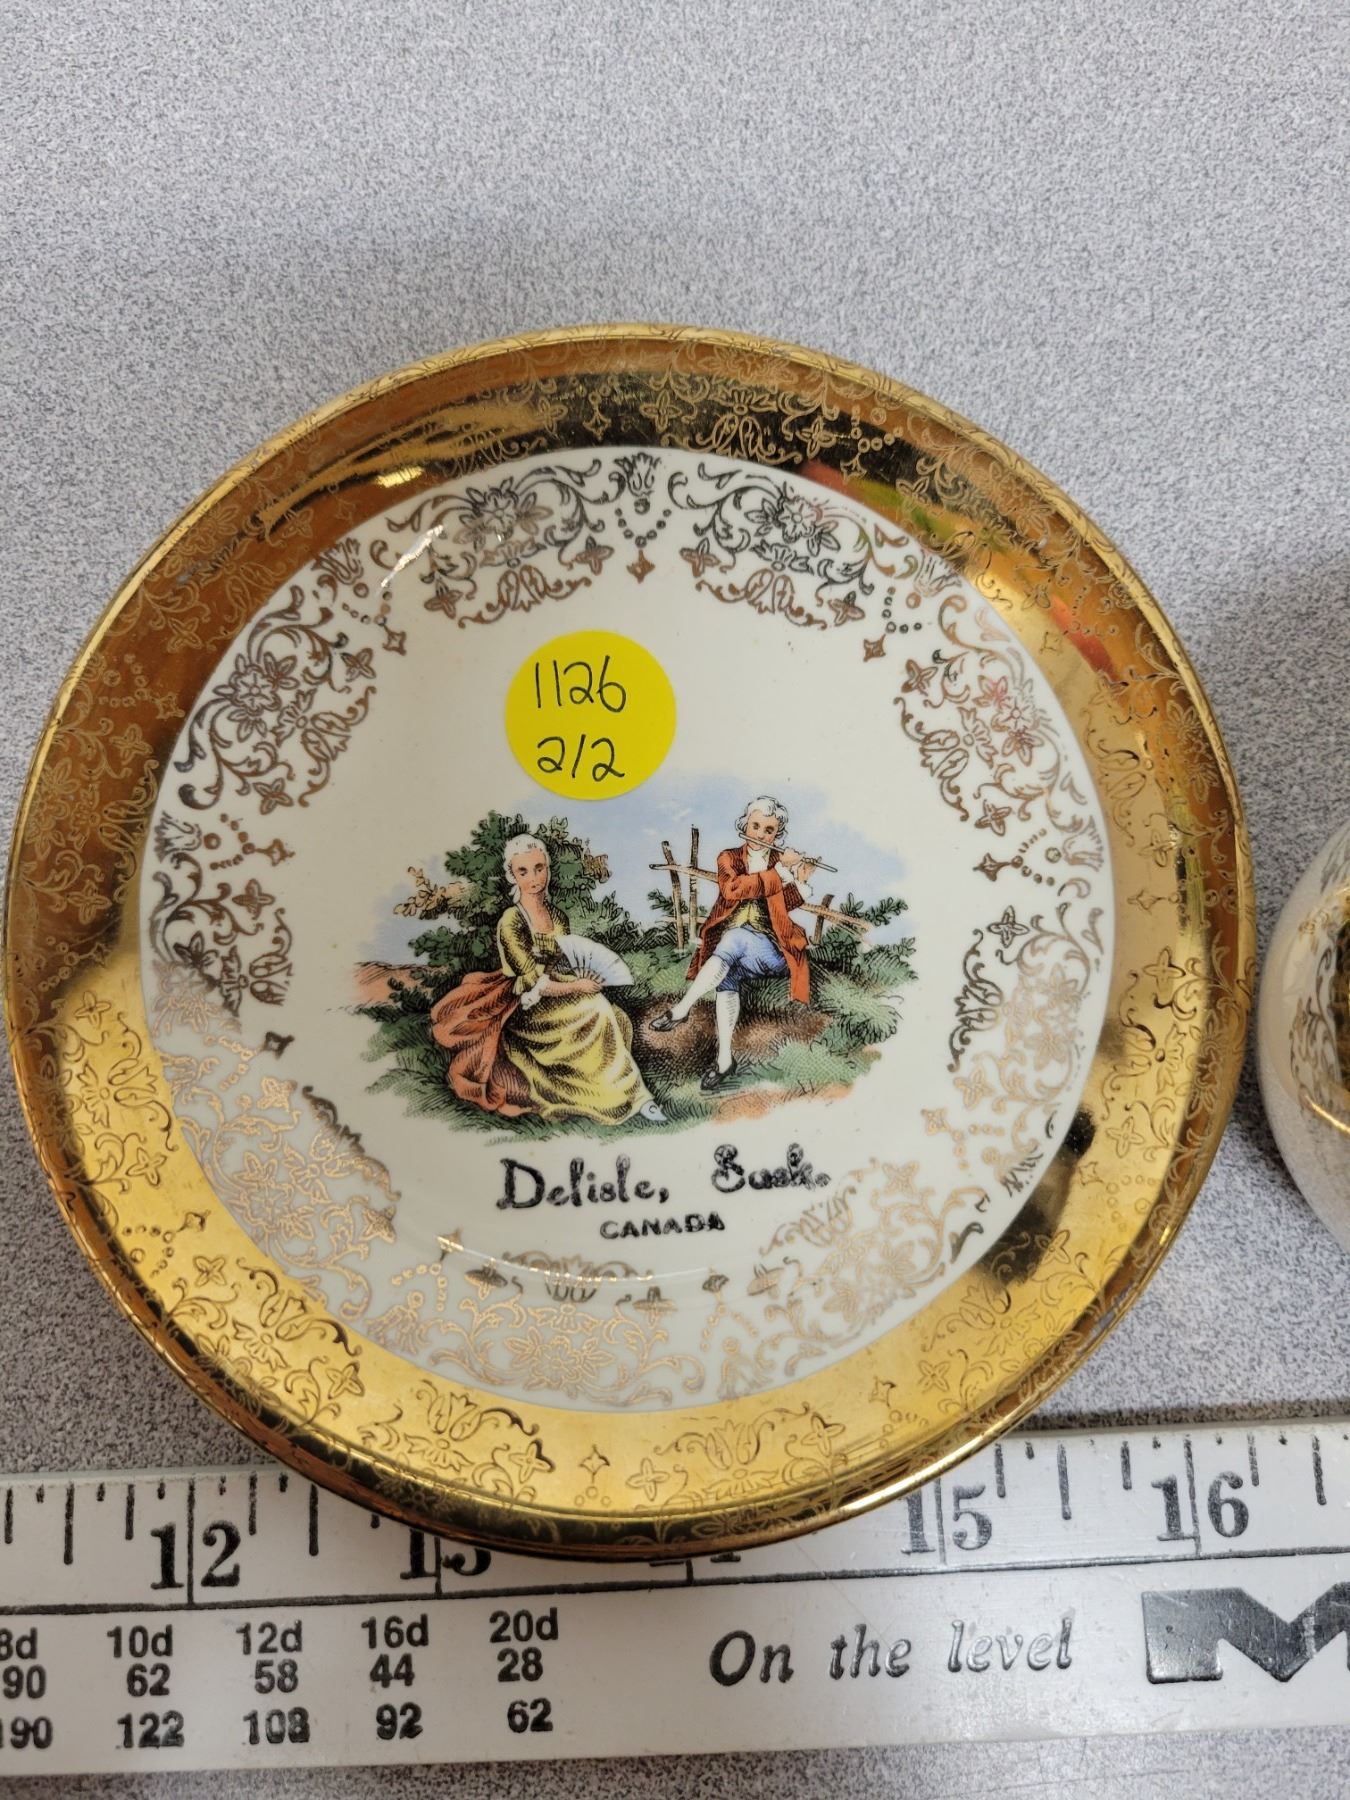 1126
2/2
Delisle, Sask.
CANADA
12 13 15 16
8d 10d 12d 16d 20d
90 62 58 44 28
190 122 108 92 62
On the level